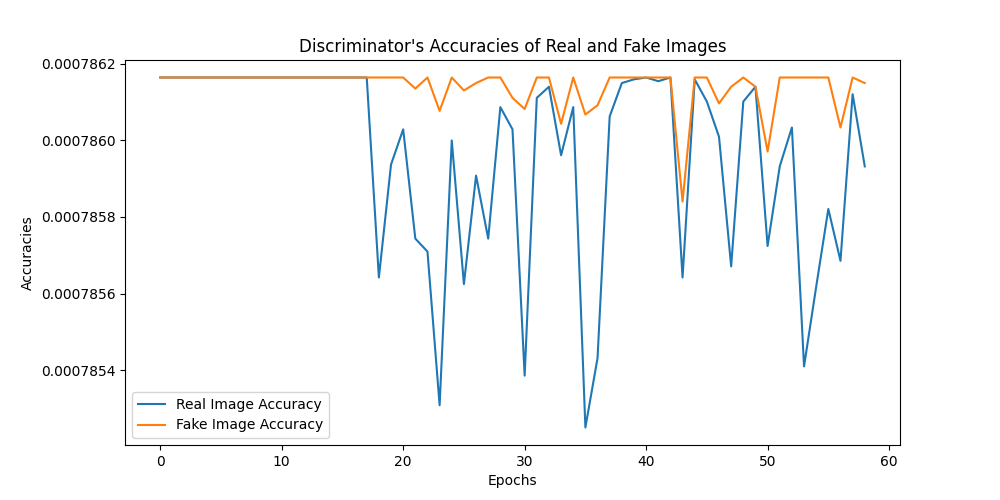 Discriminator's Accuracies of Real and Fake Images
0.0007862
0.0007860
0.0007858
0.0007856
0.0007854
Accuracies
Real Image Accuracy
Fake Image Accuracy
0 10 20 30 40 50 60
Epochs